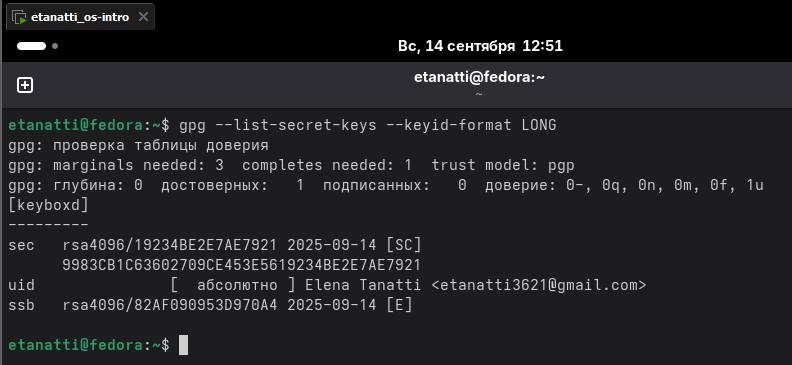 etanatti_os-intro
Вс, 14 сентября 12:51
etanatti@fedora:~
~
etanatti@fedora:~$ gpg --list-secret-keys --keyid-format LONG
gpg: проверка таблицы доверия
gpg: marginals needed: 3  completes needed: 1  trust model: pgp
gpg: глубина: 0  достоверных:   1  подписанных:   0  доверие: 0-, 0q, 0n, 0m, 0f, 1u
[keyboxd]
---------
sec   rsa4096/19234BE2E7AE7921 2025-09-14 [SC]
      9983CB1C63602709CE453E5619234BE2E7AE7921
uid               [  абсолютно ] Elena Tanatti <etanatti3621@gmail.com>
ssb   rsa4096/82AF090953D970A4 2025-09-14 [E]
etanatti@fedora:~$